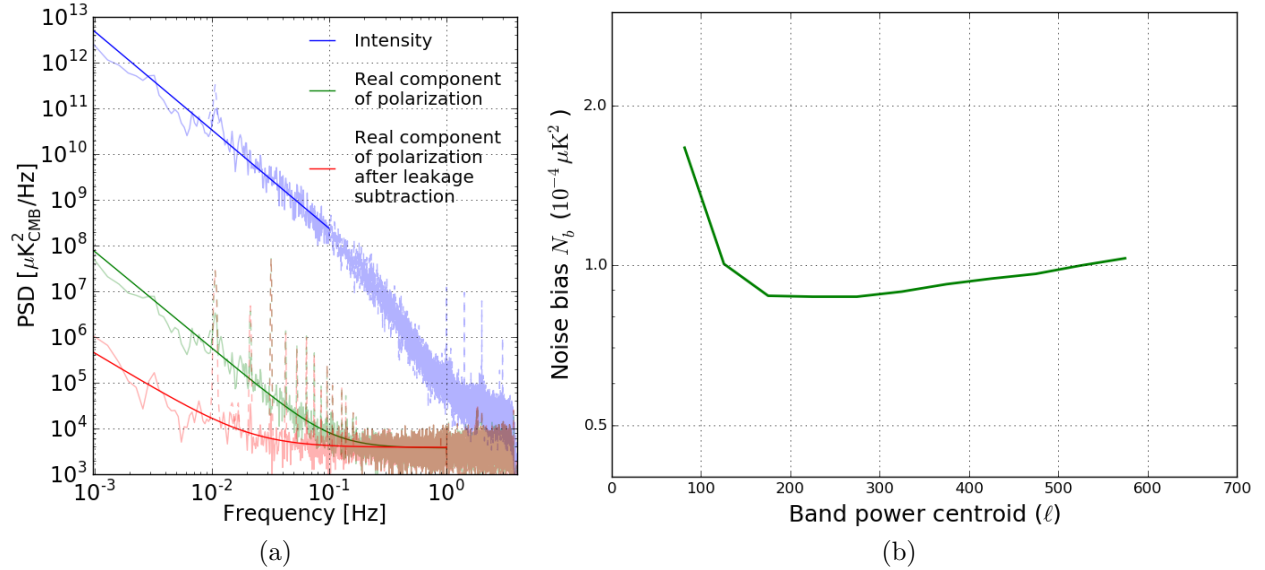 10^13
10^12
10^11
10^10
10^9
10^8
10^7
10^6
10^5
10^4
10^3
PSD [μK²_CMB/Hz]
Intensity
Real component
of polarization
Real component
of polarization
after leakage
subtraction
10^-3 10^-2 10^-1 10^0
Frequency [Hz]
(a)
2.0
1.0
0.5
Noise bias N_b (10^-4 μK²)
0 100 200 300 400 500 600 700
Band power centroid (ℓ)
(b)